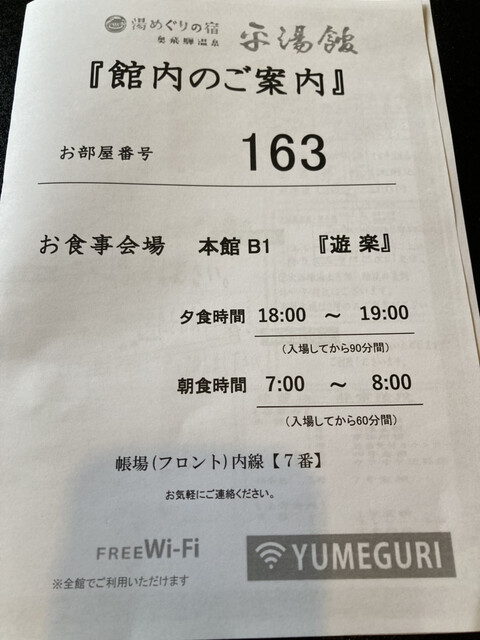 湯めぐりの宿
奥飛騨温泉
平湯館
『館内のご案内』
お部屋番号 163
お食事会場 本館 B1 『遊 楽』
夕食時間 18:00 ～ 19:00
(入場してから90分間)
朝食時間 7:00 ～ 8:00
(入場してから60分間)
帳場(フロント)内線【７番】
お気軽にご連絡ください。
FREE Wi-Fi YUMEGURI
※全館でご利用いただけます